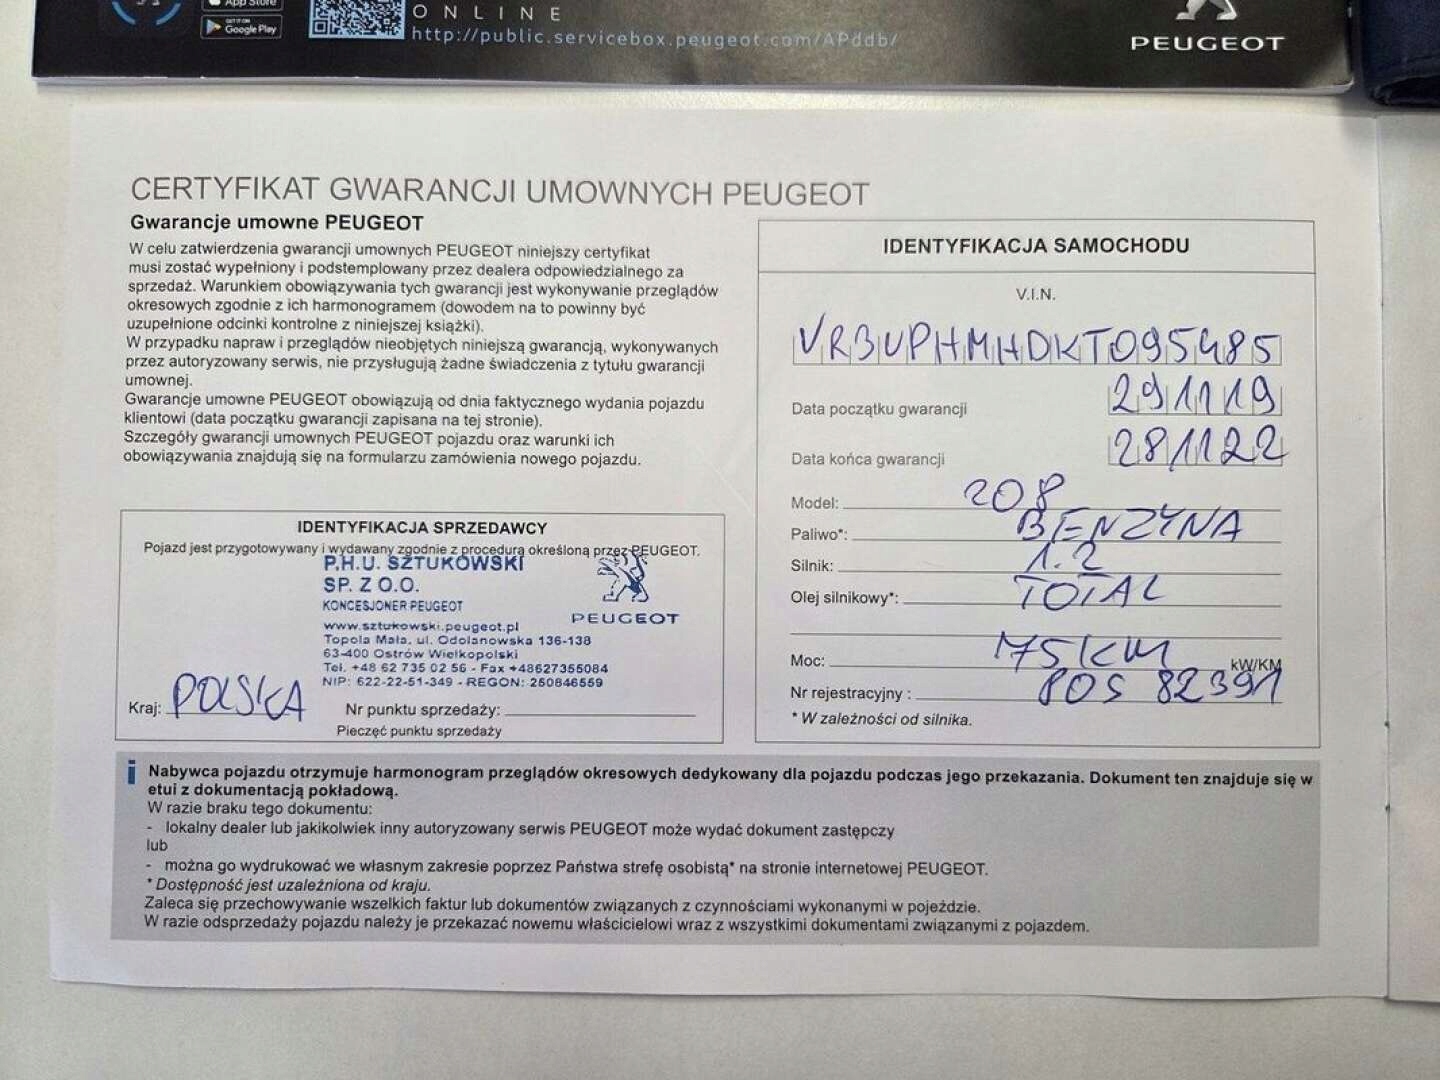 App Store
GET IT ON
Google Play
ONLINE
http://public.servicebox.peugeot.com/APddb/
PEUGEOT
CERTYFIKAT GWARANCJI UMOWNYCH PEUGEOT
Gwarancje umowne PEUGEOT
W celu zatwierdzenia gwarancji umownych PEUGEOT niniejszy certyfikat
musi zostać wypełniony i podstemplowany przez dealera odpowiedzialnego za
sprzedaż. Warunkiem obowiązywania tych gwarancji jest wykonywanie przeglądów
okresowych zgodnie z ich harmonogramem (dowodem na to powinny być
uzupełnione odcinki kontrolne z niniejszej książki).
W przypadku napraw i przeglądów nieobjętych niniejszą gwarancją, wykonywanych
przez autoryzowany serwis, nie przysługują żadne świadczenia z tytułu gwarancji
umownej.
Gwarancje umowne PEUGEOT obowiązują od dnia faktycznego wydania pojazdu
klientowi (data początku gwarancji zapisana na tej stronie).
Szczegóły gwarancji umownych PEUGEOT pojazdu oraz warunki ich
obowiązywania znajdują się na formularzu zamówienia nowego pojazdu.
IDENTYFIKACJA SPRZEDAWCY
Pojazd jest przygotowywany i wydawany zgodnie z procedurą określoną przez PEUGEOT.
P.H.U. SZTUKOWSKI
SP. Z O.O.
KONCESJONER PEUGEOT
PEUGEOT
www.sztukowski.peugeot.pl
Topola Mała, ul. Odolanowska 136-138
63-400 Ostrów Wielkopolski
Tel. +48 62 735 02 56 - Fax +48627355084
NIP: 622-22-51-349 - REGON: 250846559
Kraj: POLSKA Nr punktu sprzedaży:
Pieczęć punktu sprzedaży
IDENTYFIKACJA SAMOCHODU
V.I.N.
VR3UPHMHDKT095485
Data początku gwarancji 291119
Data końca gwarancji 281122
Model: 208
Paliwo*: BENZYNA
Silnik: 1.2
Olej silnikowy*: TOTAL
Moc: 75KM kW/KM
Nr rejestracyjny : POS 82391
* W zależności od silnika.
i Nabywca pojazdu otrzymuje harmonogram przeglądów okresowych dedykowany dla pojazdu podczas jego przekazania. Dokument ten znajduje się w
etui z dokumentacją pokładową.
W razie braku tego dokumentu:
- lokalny dealer lub jakikolwiek inny autoryzowany serwis PEUGEOT może wydać dokument zastępczy
lub
- można go wydrukować we własnym zakresie poprzez Państwa strefę osobistą* na stronie internetowej PEUGEOT.
* Dostępność jest uzależniona od kraju.
Zaleca się przechowywanie wszelkich faktur lub dokumentów związanych z czynnościami wykonanymi w pojeździe.
W razie odsprzedaży pojazdu należy je przekazać nowemu właścicielowi wraz z wszystkimi dokumentami związanymi z pojazdem.